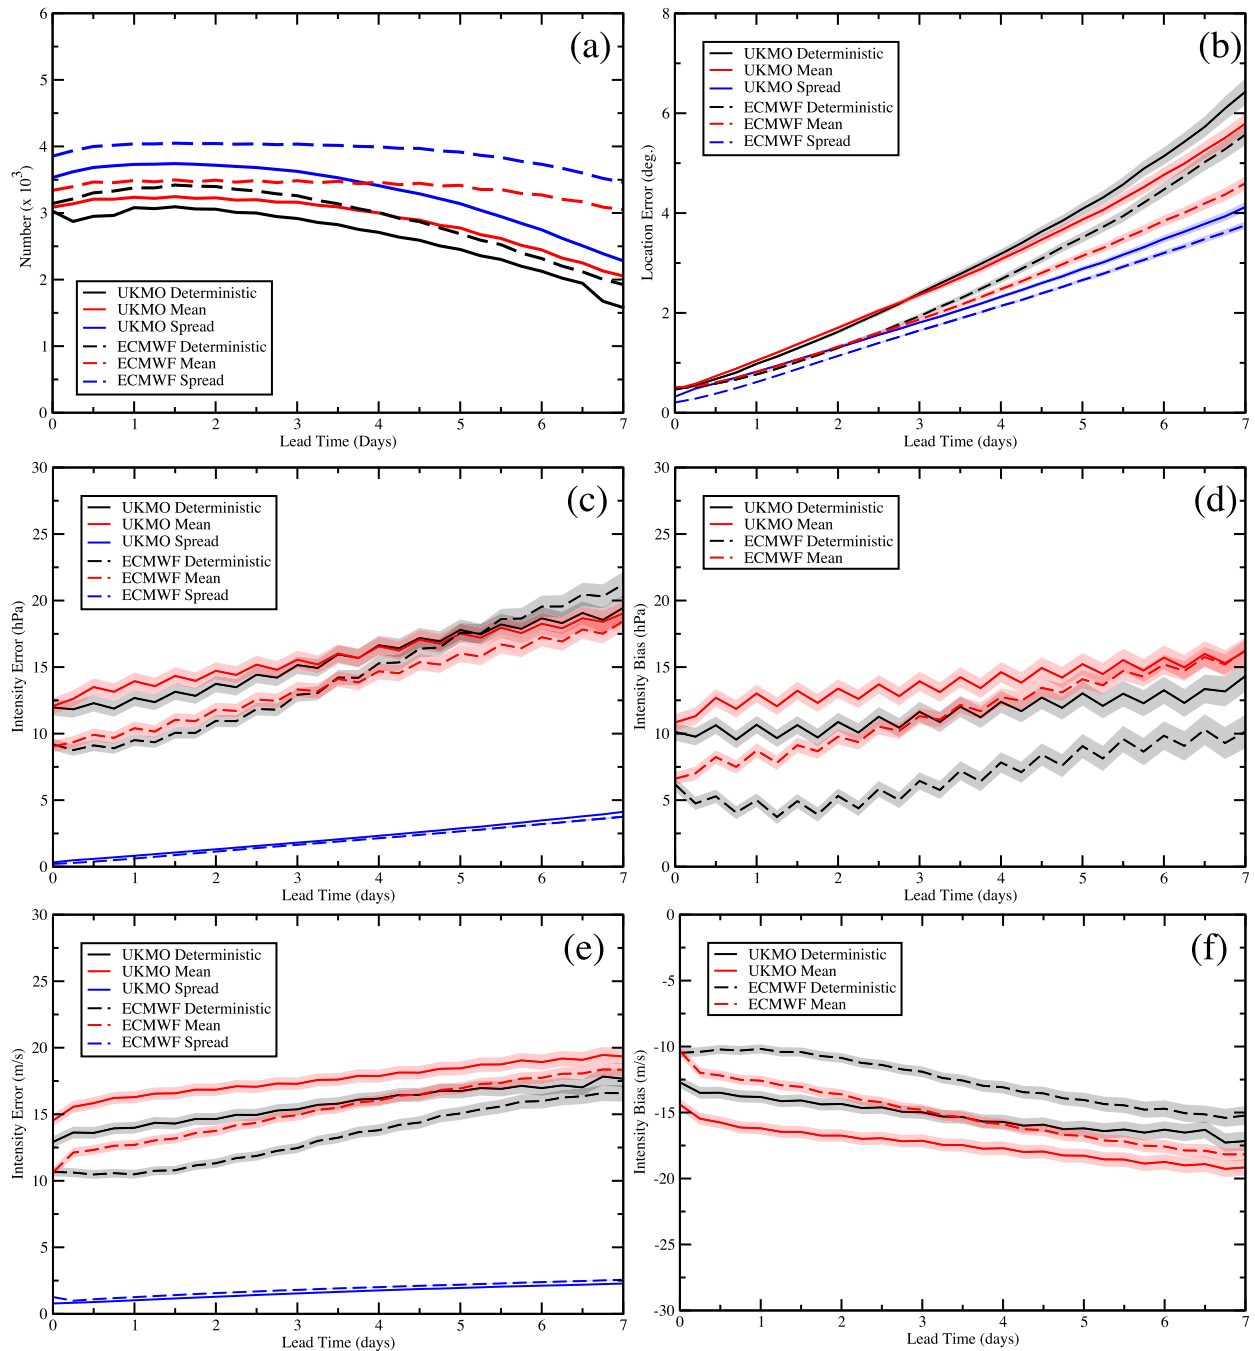 (a)
6
5
4
3
2
1
0
Number (x 10³)
UKMO Deterministic
UKMO Mean
UKMO Spread
ECMWF Deterministic
ECMWF Mean
ECMWF Spread
0 1 2 3 4 5 6 7
Lead Time (Days)
(b)
8
6
4
2
0
Location Error (deg.)
UKMO Deterministic
UKMO Mean
UKMO Spread
ECMWF Deterministic
ECMWF Mean
ECMWF Spread
0 1 2 3 4 5 6 7
Lead Time (days)
(c)
30
25
20
15
10
5
0
Intensity Error (hPa)
UKMO Deterministic
UKMO Mean
UKMO Spread
ECMWF Deterministic
ECMWF Mean
ECMWF Spread
0 1 2 3 4 5 6 7
Lead Time (days)
(d)
30
25
20
15
10
5
0
Intensity Bias (hPa)
UKMO Deterministic
UKMO Mean
ECMWF Deterministic
ECMWF Mean
0 1 2 3 4 5 6 7
Lead Time (days)
(e)
30
25
20
15
10
5
0
Intensity Error (m/s)
UKMO Deterministic
UKMO Mean
UKMO Spread
ECMWF Deterministic
ECMWF Mean
ECMWF Spread
0 1 2 3 4 5 6 7
Lead Time (days)
(f)
0
-5
-10
-15
-20
-25
-30
Intensity Bias (m/s)
UKMO Deterministic
UKMO Mean
ECMWF Deterministic
ECMWF Mean
0 1 2 3 4 5 6 7
Lead Time (days)